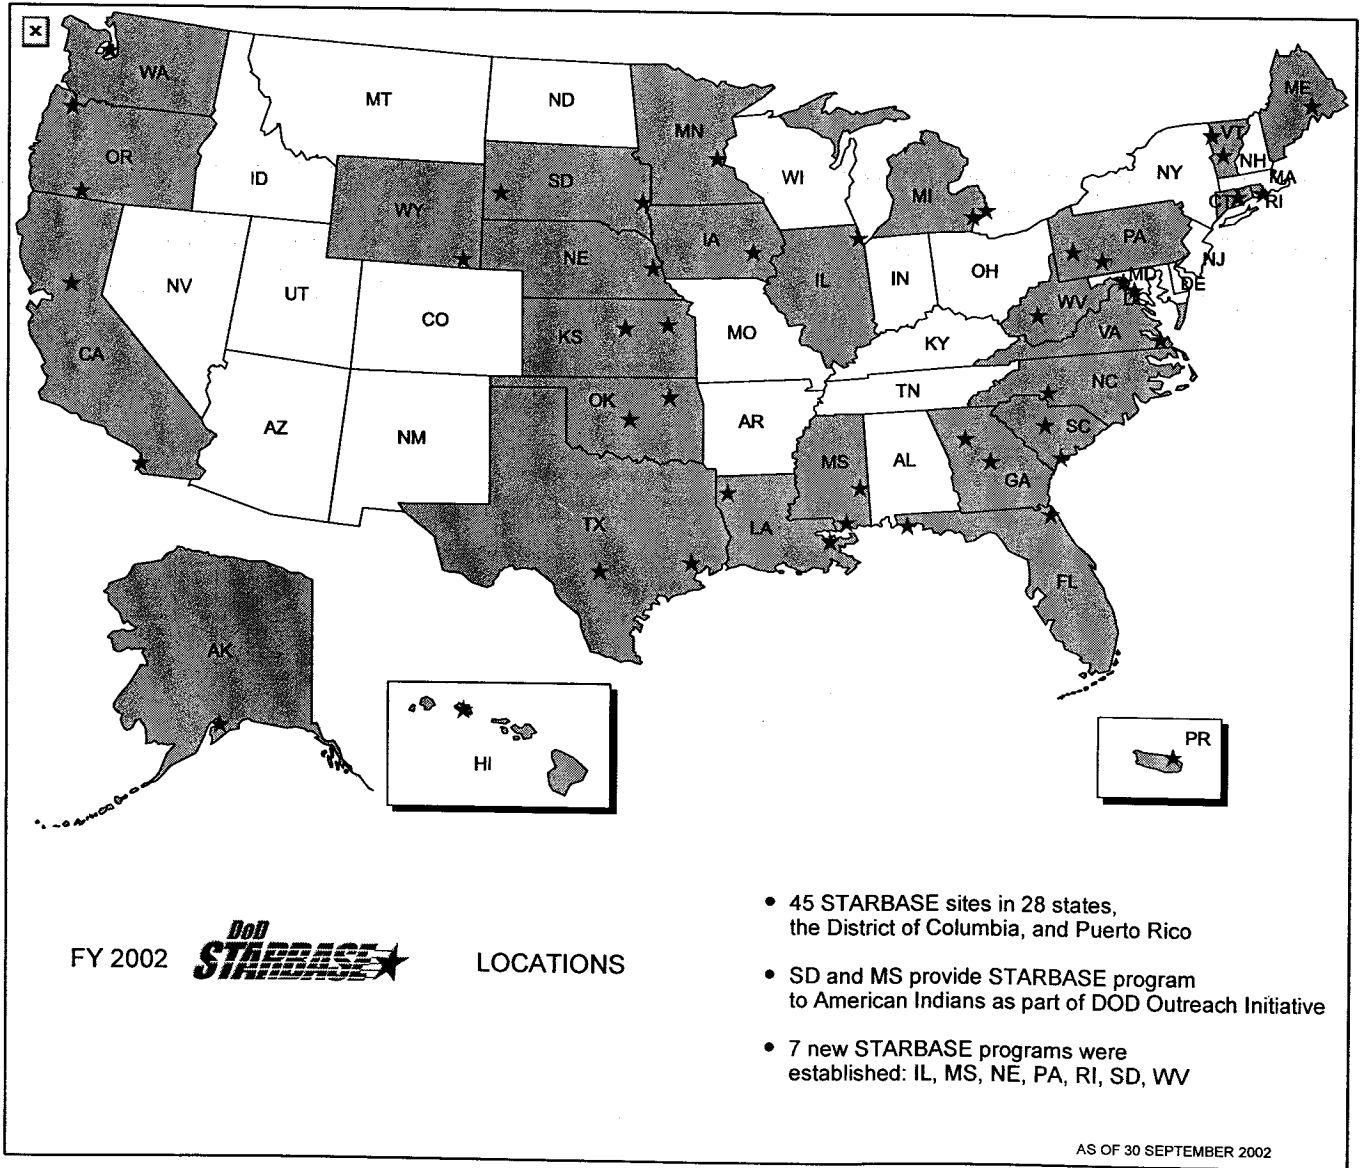 WA
MT
ND
MN
ME
OR
ID
SD
WI
MI
VT
NY
NH
MA
WY
CT
RI
IA
NE
PA
NV
UT
CO
IL
IN
OH
NJ
MD
DE
WV
CA
KS
MO
KY
VA
AZ
NM
OK
AR
TN
NC
MS
AL
SC
GA
TX
LA
FL
AK
HI
PR
FY 2002 DoD STARBASE LOCATIONS
• 45 STARBASE sites in 28 states,
the District of Columbia, and Puerto Rico
• SD and MS provide STARBASE program
to American Indians as part of DOD Outreach Initiative
• 7 new STARBASE programs were
established: IL, MS, NE, PA, RI, SD, WV
AS OF 30 SEPTEMBER 2002